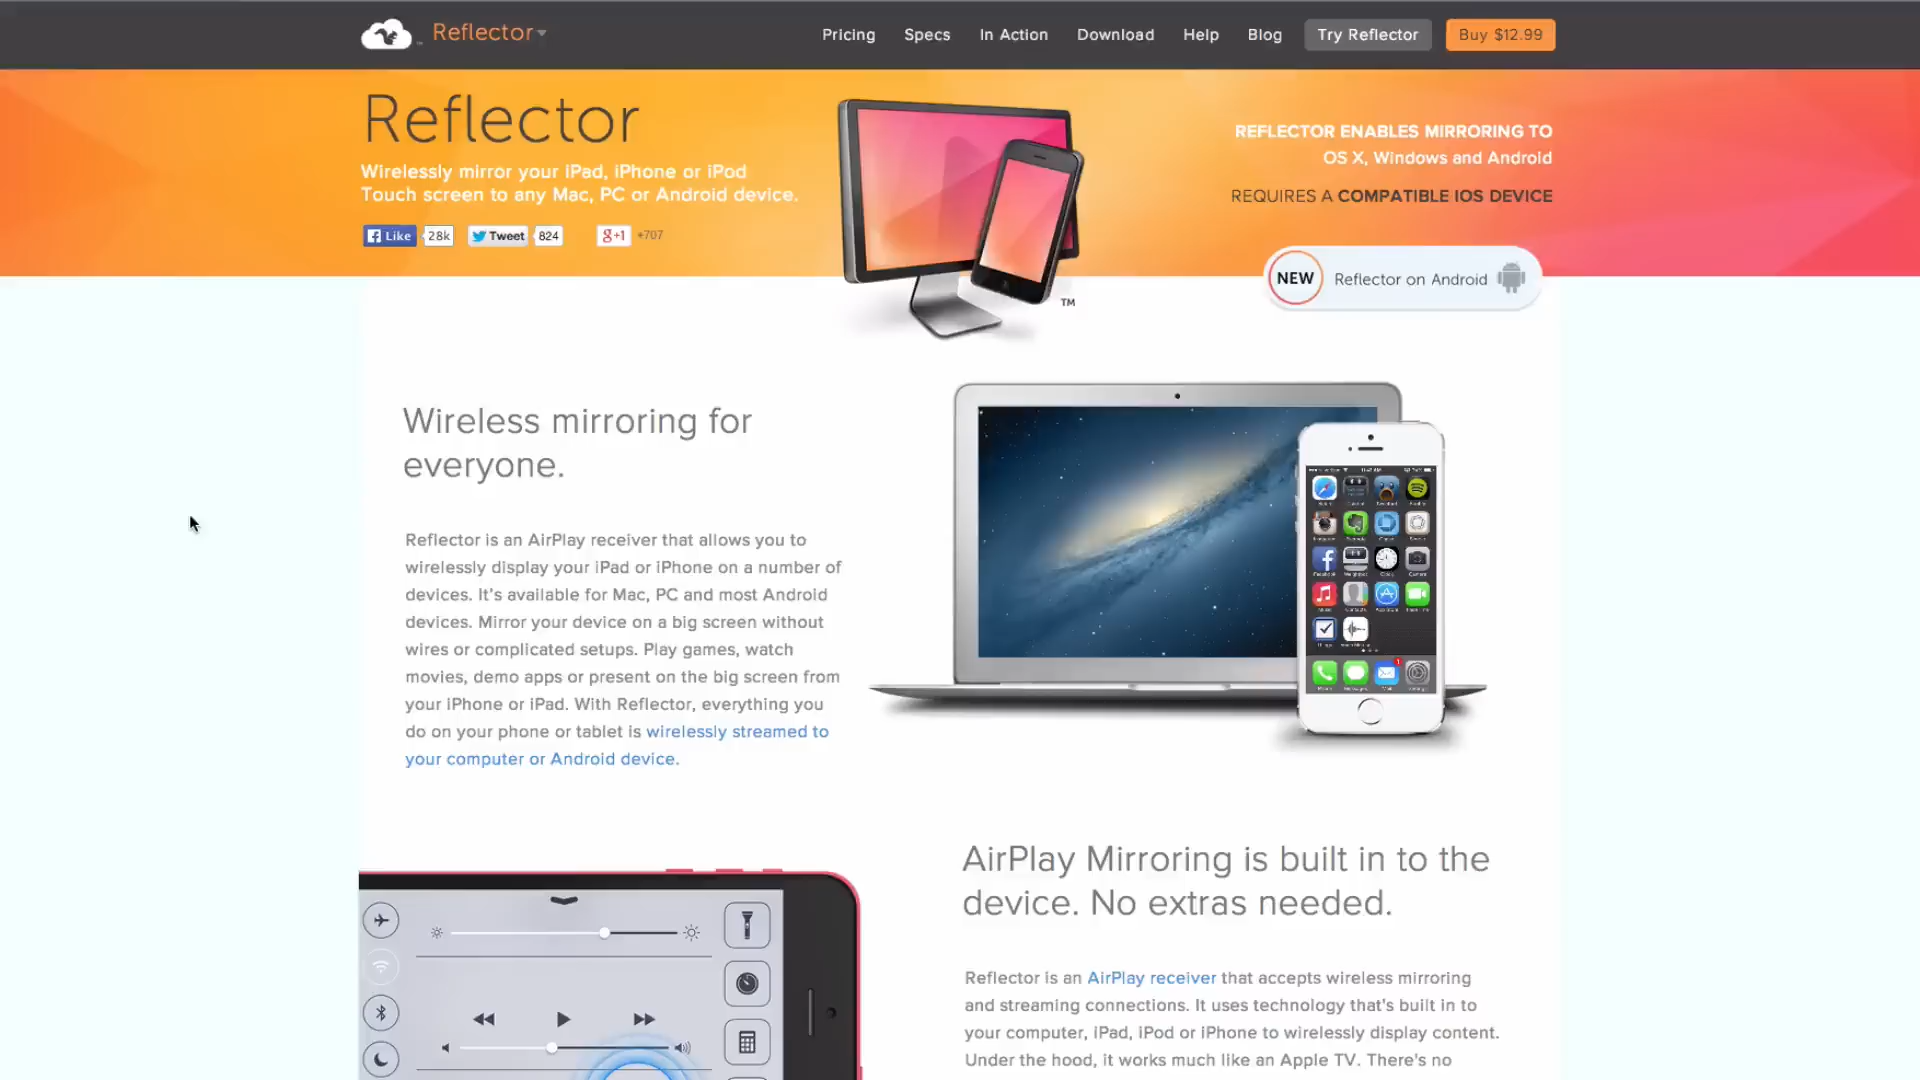 Reflector
Pricing
Specs
In Action
Download
Help
Blog
Try Reflector
Buy $12.99
Reflector
Wirelessly mirror your iPad, iPhone or iPod
Touch screen to any Mac, PC or Android device.
Like
28k
Tweet
824
g+1
+707
TM
REFLECTOR ENABLES MIRRORING TO
OS X, Windows and Android
REQUIRES A COMPATIBLE IOS DEVICE
NEW
Reflector on Android
Wireless mirroring for
everyone.
Reflector is an AirPlay receiver that allows you to
wirelessly display your iPad or iPhone on a number of
devices. It's available for Mac, PC and most Android
devices. Mirror your device on a big screen without
wires or complicated setups. Play games, watch
movies, demo apps or present on the big screen from
your iPhone or iPad. With Reflector, everything you
do on your phone or tablet is wirelessly streamed to
your computer or Android device.
AirPlay Mirroring is built in to the
device. No extras needed.
Reflector is an AirPlay receiver that accepts wireless mirroring
and streaming connections. It uses technology that's built in to
your computer, iPad, iPod or iPhone to wirelessly display content.
Under the hood, it works much like an Apple TV. There's no